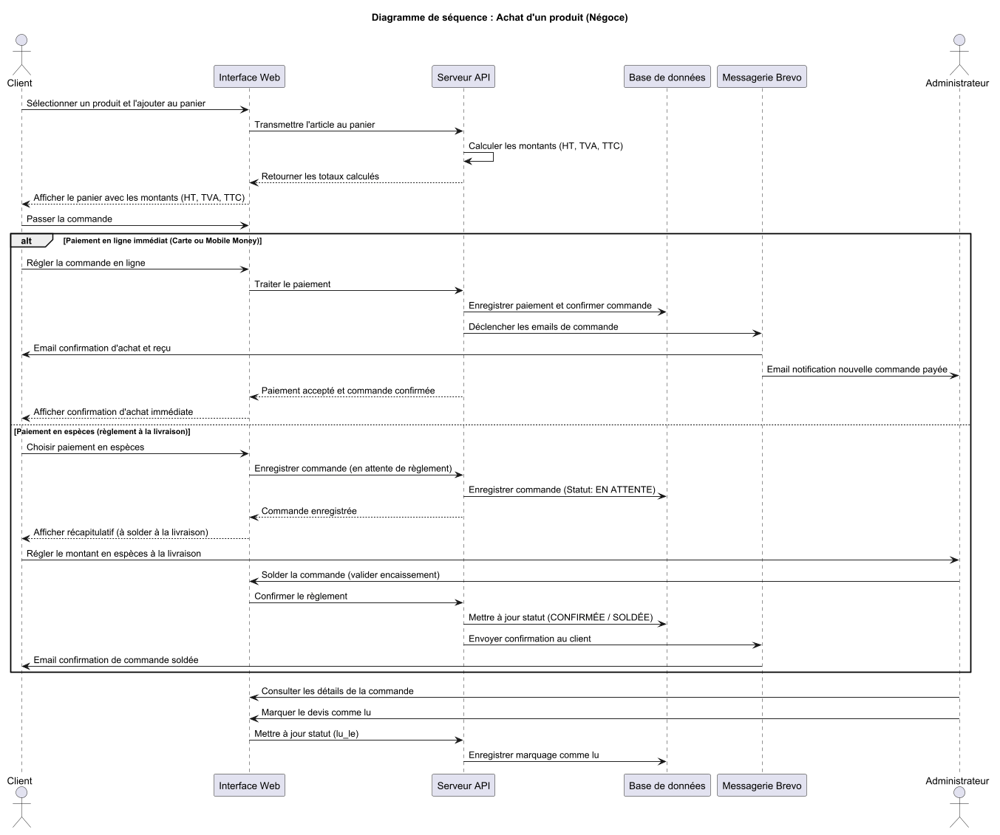 Diagramme de séquence : Achat d'un produit (Négoce)
Client
Interface Web
Serveur API
Base de données
Messagerie Brevo
Administrateur
Sélectionner un produit et l'ajouter au panier
Transmettre l'article au panier
Calculer les montants (HT, TVA, TTC)
Retourner les totaux calculés
Afficher le panier avec les montants (HT, TVA, TTC)
Passer la commande
alt
[Paiement en ligne immédiat (Carte ou Mobile Money)]
Régler la commande en ligne
Traiter le paiement
Enregistrer paiement et confirmer commande
Déclencher les emails de commande
Email confirmation d'achat et reçu
Email notification nouvelle commande payée
Paiement accepté et commande confirmée
Afficher confirmation d'achat immédiate
[Paiement en espèces (règlement à la livraison)]
Choisir paiement en espèces
Enregistrer commande (en attente de règlement)
Enregistrer commande (Statut: EN ATTENTE)
Commande enregistrée
Afficher récapitulatif (à solder à la livraison)
Régler le montant en espèces à la livraison
Solder la commande (valider encaissement)
Confirmer le règlement
Mettre à jour statut (CONFIRMÉE / SOLDÉE)
Envoyer confirmation au client
Email confirmation de commande soldée
Consulter les détails de la commande
Marquer le devis comme lu
Mettre à jour statut (lu_le)
Enregistrer marquage comme lu
Client
Interface Web
Serveur API
Base de données
Messagerie Brevo
Administrateur